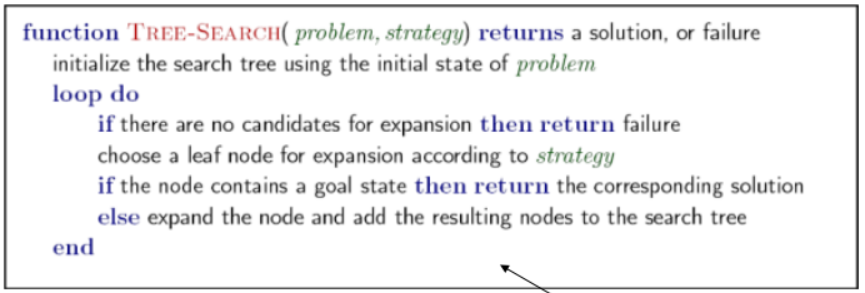 function TREE-SEARCH( problem, strategy) returns a solution, or failure
initialize the search tree using the initial state of problem
loop do
if there are no candidates for expansion then return failure
choose a leaf node for expansion according to strategy
if the node contains a goal state then return the corresponding solution
else expand the node and add the resulting nodes to the search tree
end